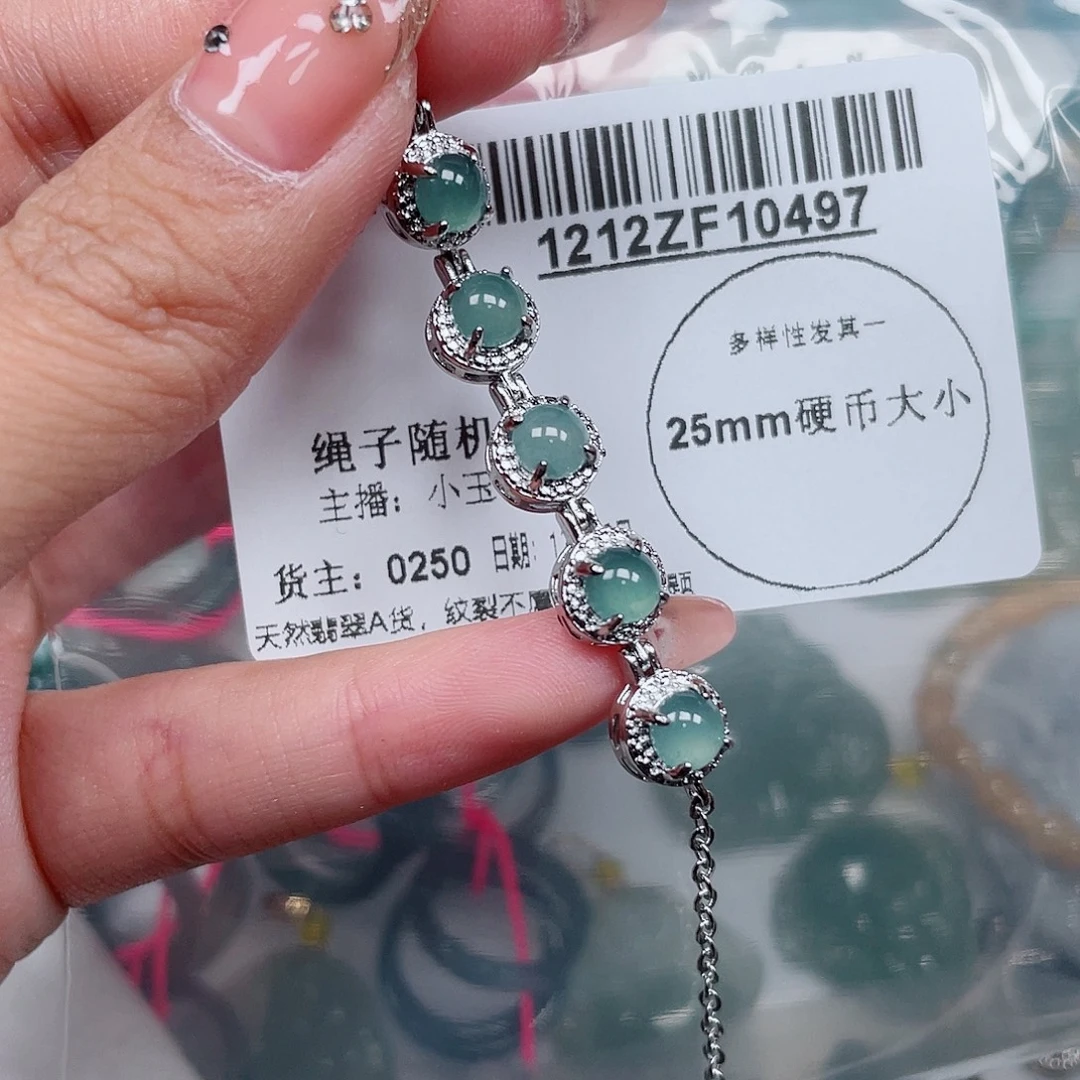 1212ZF10497
多样性发其一
25mm硬币大小
绳子随机
主播：小玉
货主：0250 日期：1
天然翡翠A货，纹裂不